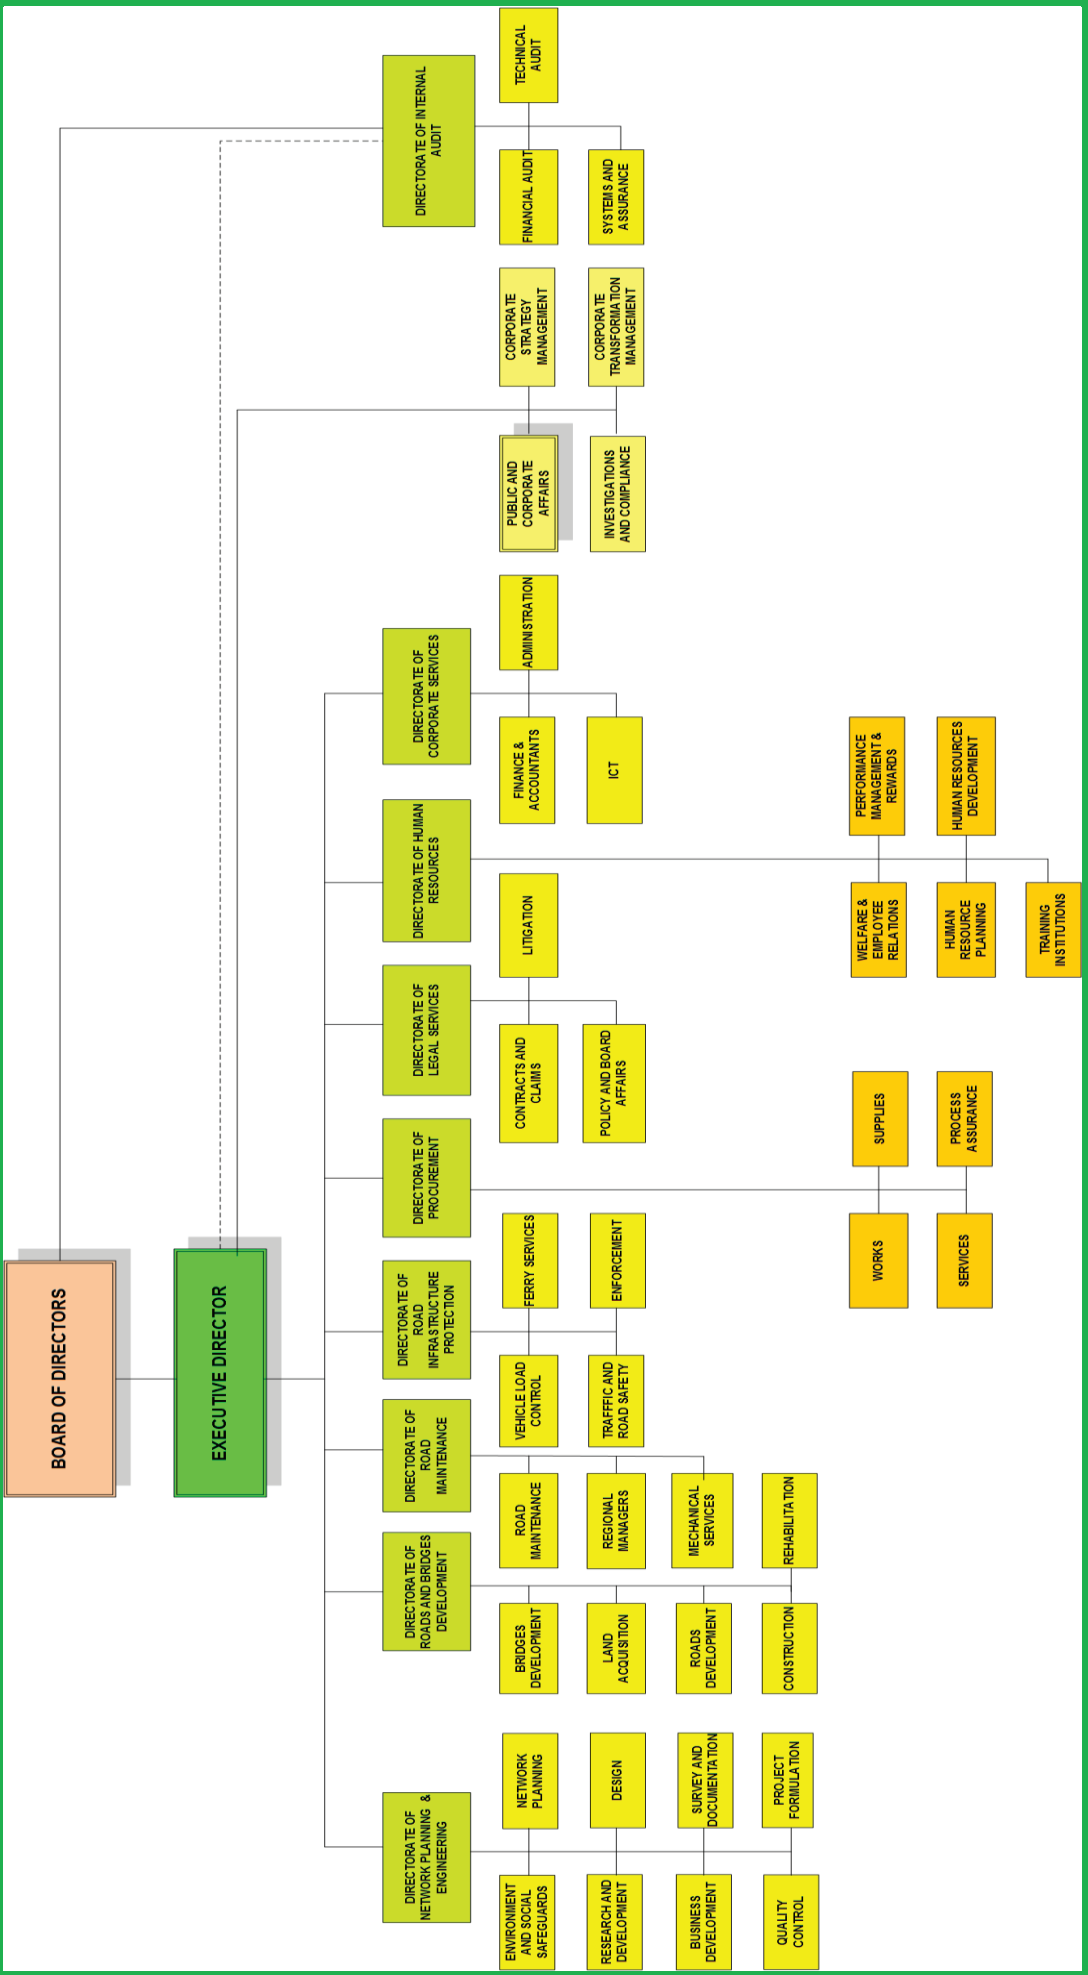 BOARD OF DIRECTORS
EXECUTIVE DIRECTOR
DIRECTORATE OF
NETWORK PLANNING &
ENGINEERING
DIRECTORATE OF
ROADS AND BRIDGES
DEVELOPMENT
DIRECTORATE OF
ROAD
MAINTENANCE
DIRECTORATE OF
ROAD
INFRASTRUCTURE
PROTECTION
DIRECTORATE OF
PROCUREMENT
DIRECTORATE OF
LEGAL SERVICES
DIRECTORATE OF HUMAN
RESOURCES
DIRECTORATE OF
CORPORATE SERVICES
DIRECTORATE OF INTERNAL
AUDIT
ENVIRONMENT
AND SOCIAL
SAFEGUARDS
NETWORK
PLANNING
BRIDGES
DEVELOPMENT
ROAD
MAINTENANCE
VEHICLE LOAD
CONTROL
FERRY SERVICES
CONTRACTS AND
CLAIMS
LITIGATION
FINANCE &
ACCOUNTANTS
ADMINISTRATION
PUBLIC AND
CORPORATE
AFFAIRS
CORPORATE
STRATEGY
MANAGEMENT
FINANCIAL AUDIT
TECHNICAL
AUDIT
RESEARCH AND
DEVELOPMENT
DESIGN
LAND
ACQUISITION
REGIONAL
MANAGERS
TRAFFFIC AND
ROAD SAFETY
ENFORCEMENT
POLICY AND BOARD
AFFAIRS
ICT
INVESTIGATIONS
AND COMPLIANCE
CORPORATE
TRANSFORMATION
MANAGEMENT
SYSTEMS AND
ASSURANCE
BUSINESS
DEVELOPMENT
SURVEY AND
DOCUMENTATION
ROADS
DEVELOPMENT
MECHANICAL
SERVICES
QUALITY
CONTROL
PROJECT
FORMULATION
CONSTRUCTION
REHABILITATION
WORKS
SUPPLIES
WELFARE &
EMPLOYEE
RELATIONS
PERFORMANCE
MANAGEMENT &
REWARDS
SERVICES
PROCESS
ASSURANCE
HUMAN
RESOURCE
PLANNING
HUMAN RESOURCES
DEVELOPMENT
TRAINING
INSTITUTIONS